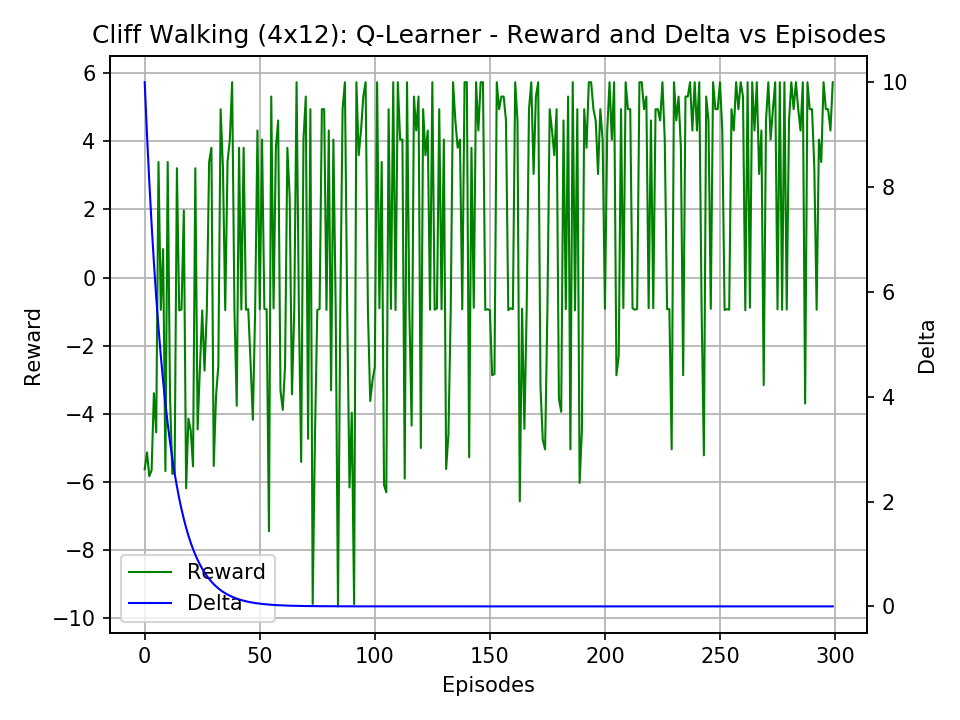 Cliff Walking (4x12): Q-Learner - Reward and Delta vs Episodes
6
4
2
0
−2
−4
−6
−8
−10
Reward
10
8
6
4
2
0
Delta
Reward
Delta
0 50 100 150 200 250 300
Episodes